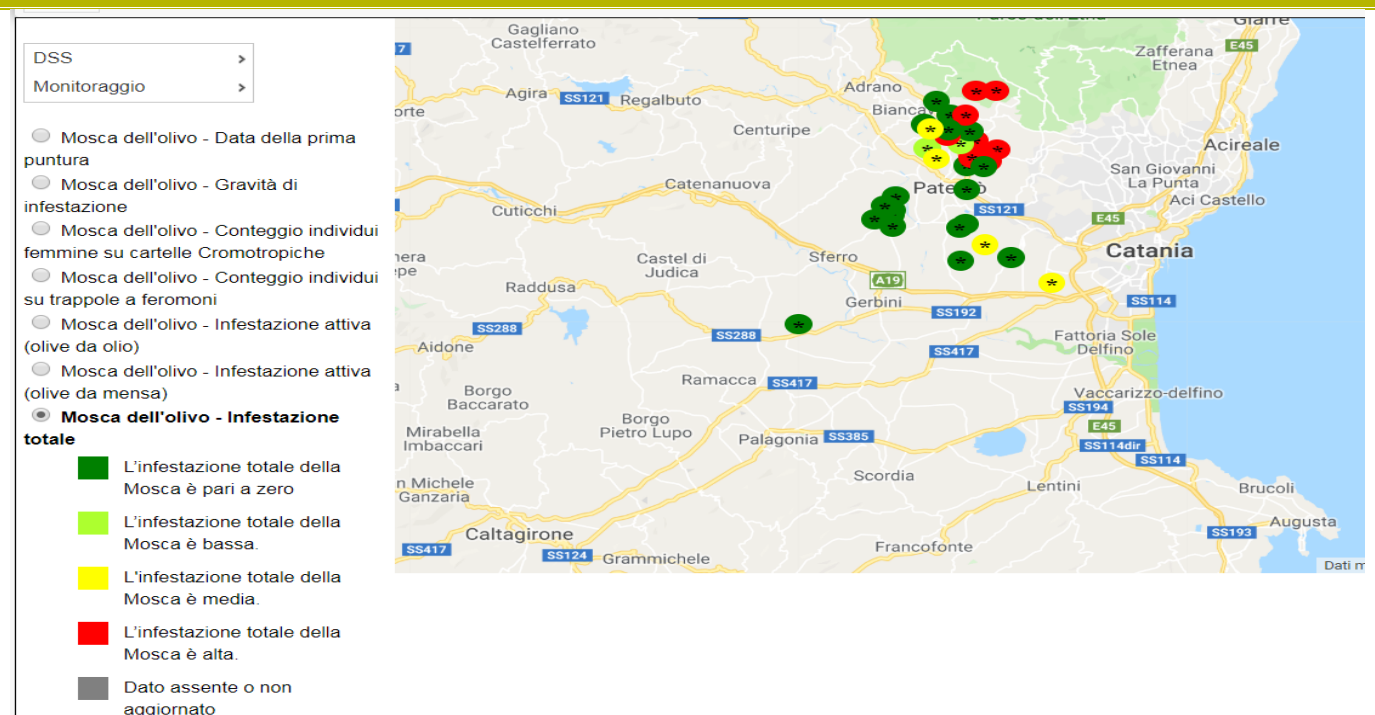 DSS >
Monitoraggio >
Mosca dell'olivo - Data della prima
puntura
Mosca dell'olivo - Gravità di
infestazione
Mosca dell'olivo - Conteggio individui
femmine su cartelle Cromotropiche
Mosca dell'olivo - Conteggio individui
su trappole a feromoni
Mosca dell'olivo - Infestazione attiva
(olive da olio)
Mosca dell'olivo - Infestazione attiva
(olive da mensa)
Mosca dell'olivo - Infestazione
totale
L'infestazione totale della
Mosca è pari a zero
L'infestazione totale della
Mosca è bassa.
L'infestazione totale della
Mosca è media.
L'infestazione totale della
Mosca è alta.
Dato assente o non
aggiornato
Gagliano
Castelferrato
Giarre
E45
Zafferana
Etnea
Adrano
Agira
SS121
Regalbuto
Centuripe
Acireale
San Giovanni
La Punta
Catenanuova
Aci Castello
Cuticchi
SS121
E45
Catania
Castel di
Judica
Sferro
A19
Raddusa
Gerbini
SS114
SS192
SS288
SS288
Fattoria Sole
Delfino
Aidone
SS417
Ramacca
SS417
Borgo
Baccarato
Vaccarizzo-delfino
SS194
Borgo
Pietro Lupo
E45
Mirabella
Imbaccari
Palagonia
SS385
SS114dir
SS114
Scordia
Lentini
Brucoli
n Michele
Ganzaria
Augusta
SS193
Caltagirone
SS417
SS124
Grammichele
Francofonte
Dati m